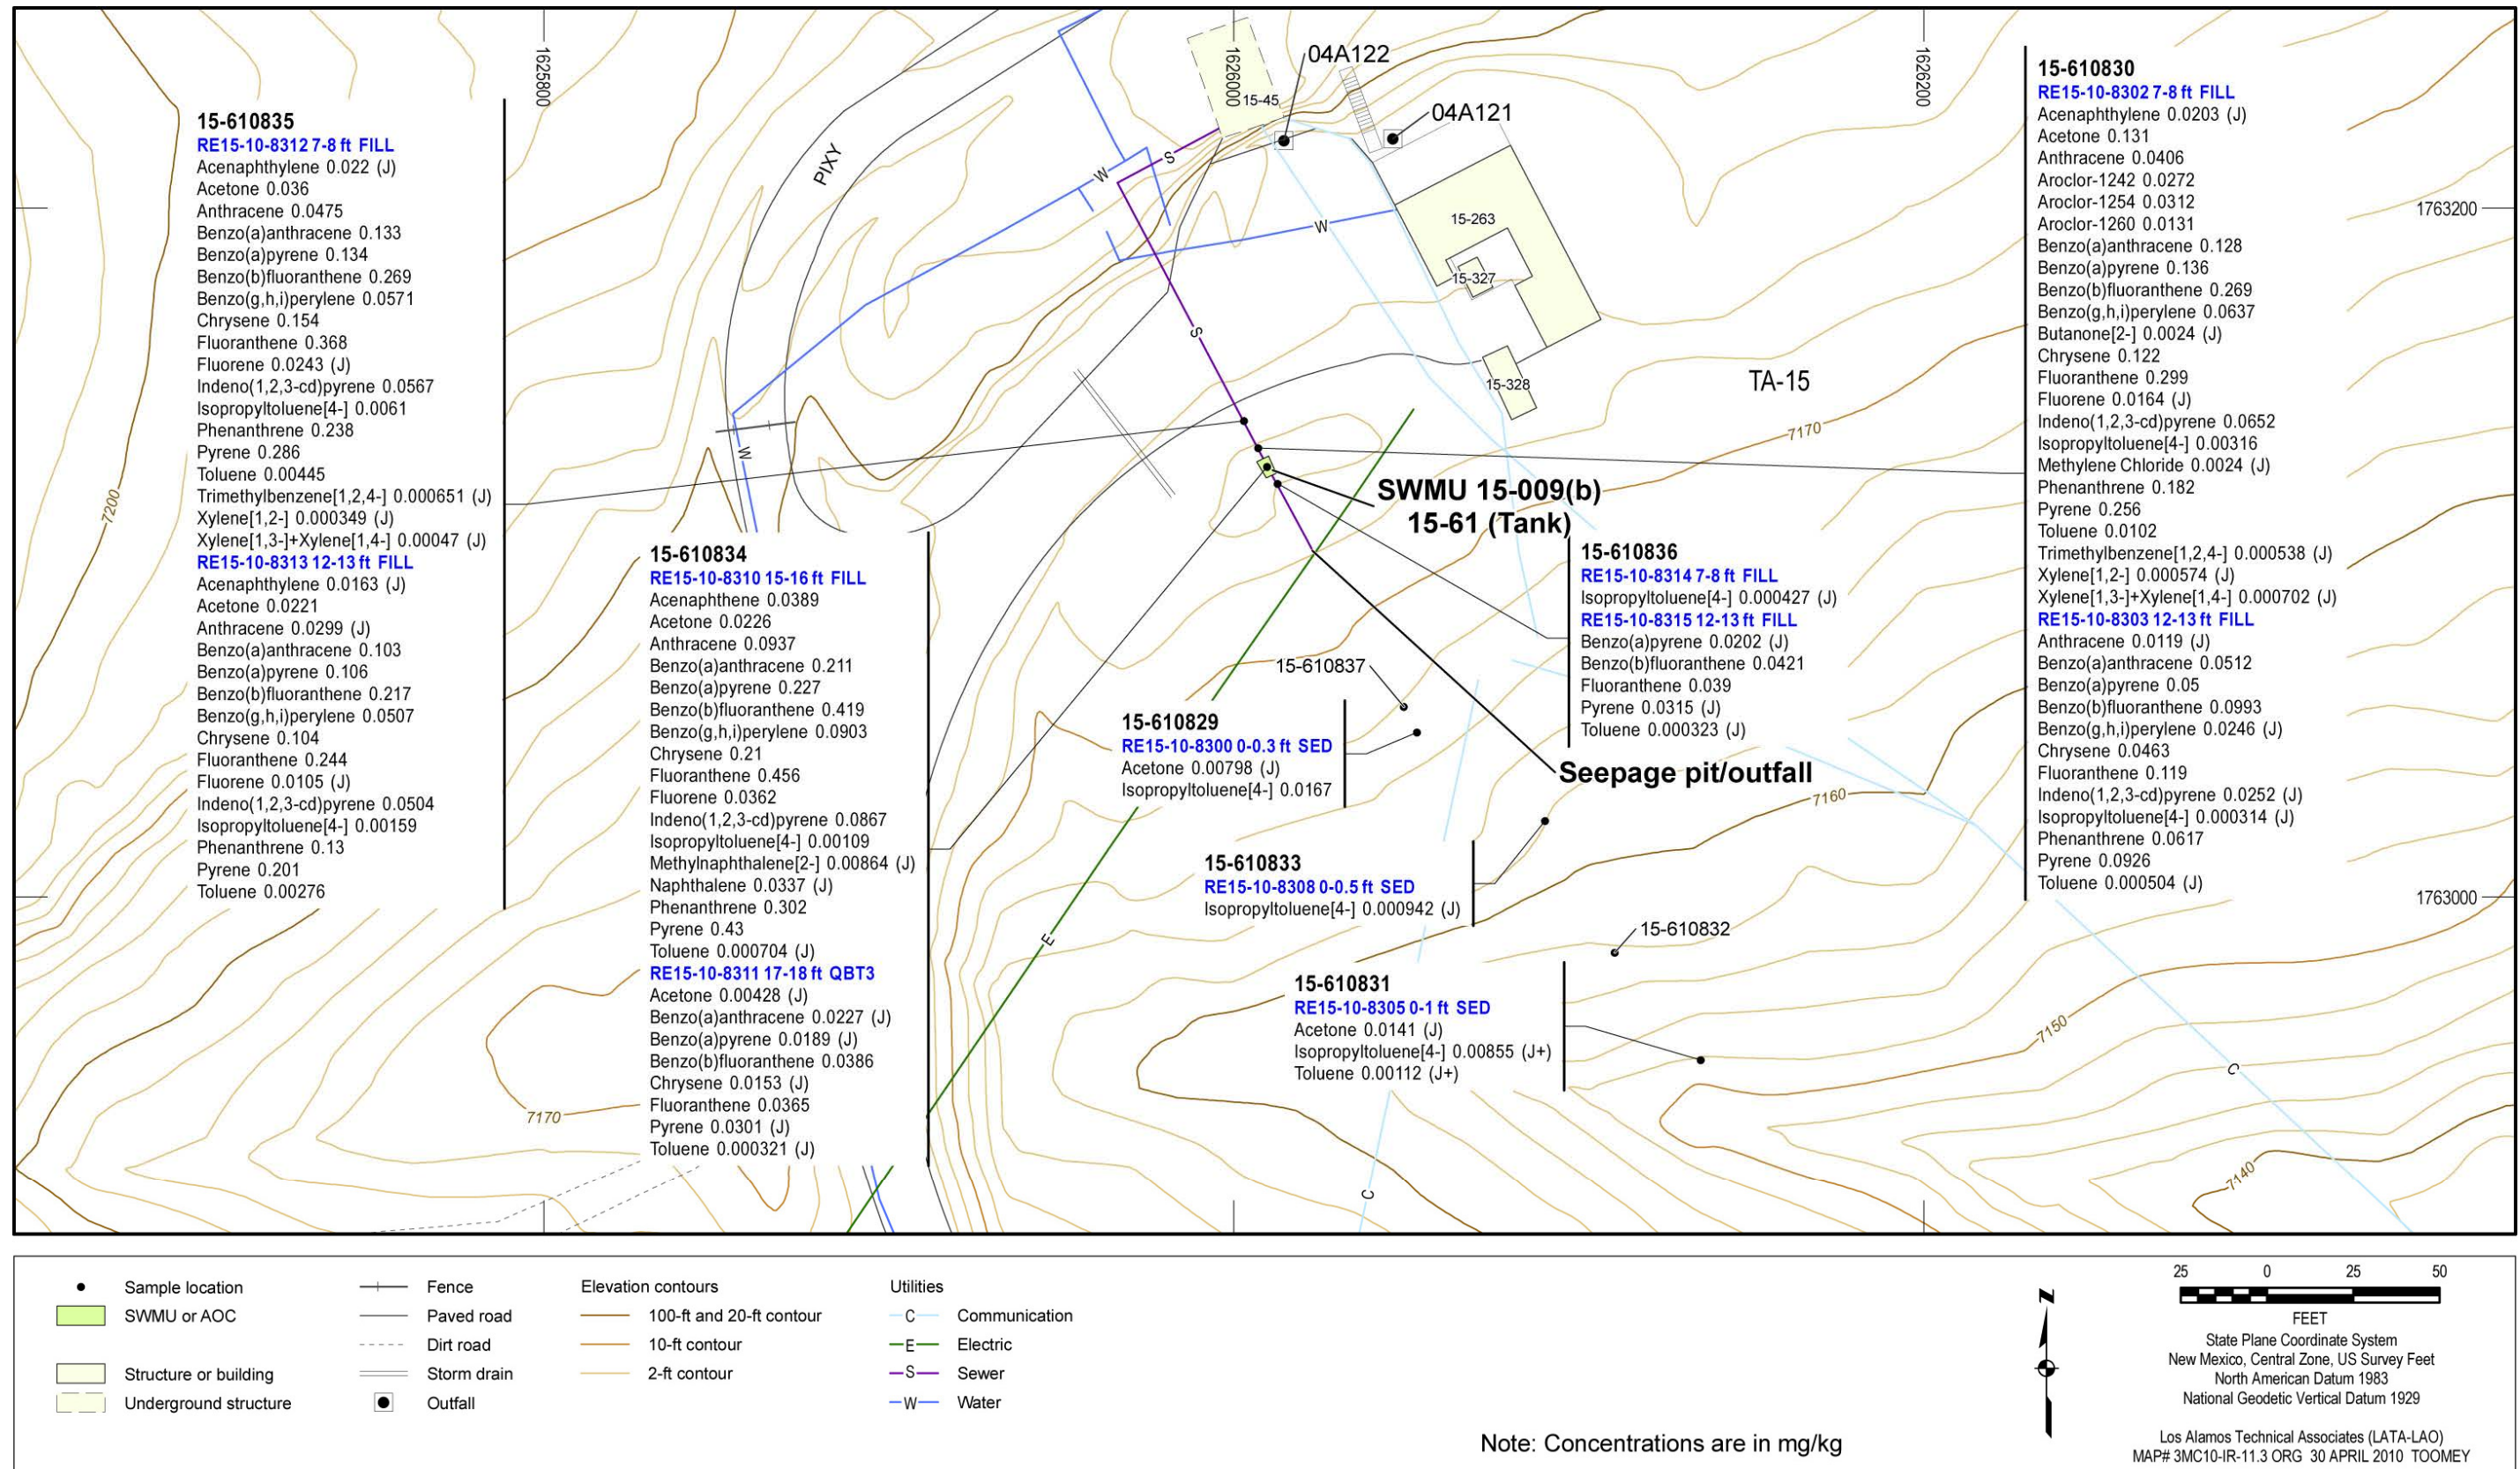 15-610835
RE15-10-8312 7-8 ft FILL
Acenaphthylene 0.022 (J)
Acetone 0.036
Anthracene 0.0475
Benzo(a)anthracene 0.133
Benzo(a)pyrene 0.134
Benzo(b)fluoranthene 0.269
Benzo(g,h,i)perylene 0.0571
Chrysene 0.154
Fluoranthene 0.368
Fluorene 0.0243 (J)
Indeno(1,2,3-cd)pyrene 0.0567
Isopropyltoluene[4-] 0.0061
Phenanthrene 0.238
Pyrene 0.286
Toluene 0.00445
Trimethylbenzene[1,2,4-] 0.000651 (J)
Xylene[1,2-] 0.000349 (J)
Xylene[1,3-]+Xylene[1,4-] 0.00047 (J)
RE15-10-8313 12-13 ft FILL
Acenaphthylene 0.0163 (J)
Acetone 0.0221
Anthracene 0.0299 (J)
Benzo(a)anthracene 0.103
Benzo(a)pyrene 0.106
Benzo(b)fluoranthene 0.217
Benzo(g,h,i)perylene 0.0507
Chrysene 0.104
Fluoranthene 0.244
Fluorene 0.0105 (J)
Indeno(1,2,3-cd)pyrene 0.0504
Isopropyltoluene[4-] 0.00159
Phenanthrene 0.13
Pyrene 0.201
Toluene 0.00276
15-610834
RE15-10-8310 15-16 ft FILL
Acenaphthene 0.0389
Acetone 0.0226
Anthracene 0.0937
Benzo(a)anthracene 0.211
Benzo(a)pyrene 0.227
Benzo(b)fluoranthene 0.419
Benzo(g,h,i)perylene 0.0903
Chrysene 0.21
Fluoranthene 0.456
Fluorene 0.0362
Indeno(1,2,3-cd)pyrene 0.0867
Isopropyltoluene[4-] 0.00109
Methylnaphthalene[2-] 0.00864 (J)
Naphthalene 0.0337 (J)
Phenanthrene 0.302
Pyrene 0.43
Toluene 0.000704 (J)
RE15-10-8311 17-18 ft QBT3
Acetone 0.00428 (J)
Benzo(a)anthracene 0.0227 (J)
Benzo(a)pyrene 0.0189 (J)
Benzo(b)fluoranthene 0.0386
Chrysene 0.0153 (J)
Fluoranthene 0.0365
Pyrene 0.0301 (J)
Toluene 0.000321 (J)
1625800
1626000
1626200
1763200
1763000
7200
7170
7170
7160
7150
7140
PIXY
W
W
W
S
S
E
C
C
04A122
04A121
15-45
15-263
15-327
15-328
TA-15
SWMU 15-009(b)
15-61 (Tank)
15-610836
RE15-10-8314 7-8 ft FILL
Isopropyltoluene[4-] 0.000427 (J)
RE15-10-8315 12-13 ft FILL
Benzo(a)pyrene 0.0202 (J)
Benzo(b)fluoranthene 0.0421
Fluoranthene 0.039
Pyrene 0.0315 (J)
Toluene 0.000323 (J)
15-610837
15-610829
RE15-10-8300 0-0.3 ft SED
Acetone 0.00798 (J)
Isopropyltoluene[4-] 0.0167
Seepage pit/outfall
15-610833
RE15-10-8308 0-0.5 ft SED
Isopropyltoluene[4-] 0.000942 (J)
15-610832
15-610831
RE15-10-8305 0-1 ft SED
Acetone 0.0141 (J)
Isopropyltoluene[4-] 0.00855 (J+)
Toluene 0.00112 (J+)
15-610830
RE15-10-8302 7-8 ft FILL
Acenaphthylene 0.0203 (J)
Acetone 0.131
Anthracene 0.0406
Aroclor-1242 0.0272
Aroclor-1254 0.0312
Aroclor-1260 0.0131
Benzo(a)anthracene 0.128
Benzo(a)pyrene 0.136
Benzo(b)fluoranthene 0.269
Benzo(g,h,i)perylene 0.0637
Butanone[2-] 0.0024 (J)
Chrysene 0.122
Fluoranthene 0.299
Fluorene 0.0164 (J)
Indeno(1,2,3-cd)pyrene 0.0652
Isopropyltoluene[4-] 0.00316
Methylene Chloride 0.0024 (J)
Phenanthrene 0.182
Pyrene 0.256
Toluene 0.0102
Trimethylbenzene[1,2,4-] 0.000538 (J)
Xylene[1,2-] 0.000574 (J)
Xylene[1,3-]+Xylene[1,4-] 0.000702 (J)
RE15-10-8303 12-13 ft FILL
Anthracene 0.0119 (J)
Benzo(a)anthracene 0.0512
Benzo(a)pyrene 0.05
Benzo(b)fluoranthene 0.0993
Benzo(g,h,i)perylene 0.0246 (J)
Chrysene 0.0463
Fluoranthene 0.119
Indeno(1,2,3-cd)pyrene 0.0252 (J)
Isopropyltoluene[4-] 0.000314 (J)
Phenanthrene 0.0617
Pyrene 0.0926
Toluene 0.000504 (J)
Sample location
SWMU or AOC
Structure or building
Underground structure
Fence
Paved road
Dirt road
Storm drain
Outfall
Elevation contours
100-ft and 20-ft contour
10-ft contour
2-ft contour
Utilities
C Communication
E Electric
S Sewer
W Water
Note: Concentrations are in mg/kg
N
25 0 25 50
FEET
State Plane Coordinate System
New Mexico, Central Zone, US Survey Feet
North American Datum 1983
National Geodetic Vertical Datum 1929
Los Alamos Technical Associates (LATA-LAO)
MAP# 3MC10-IR-11.3 ORG 30 APRIL 2010 TOOMEY